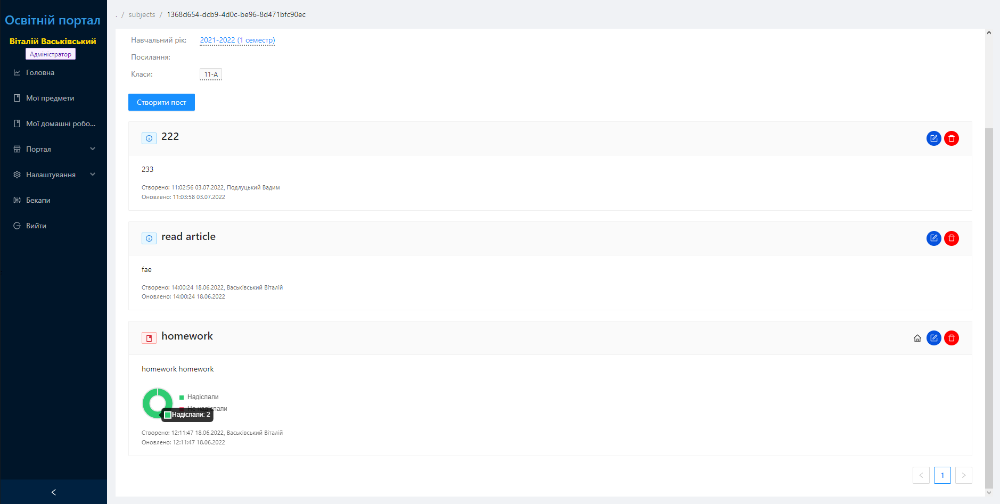 Освітній портал
Віталій Васьківський
Адміністратор
Головна
Мої предмети
Мої домашні робо...
Портал
Налаштування
Бекапи
Вийти
. / subjects / 1368d654-dcb9-4d0c-be96-8d471bfc90ec
Навчальний рік: 2021-2022 (1 семестр)
Посилання:
Класи: 11-А
Створити пост
222
233
Створено: 11:02:56 03.07.2022, Подлуцький Вадим
Оновлено: 11:03:58 03.07.2022
read article
fae
Створено: 14:00:24 18.06.2022, Васьківський Віталій
Оновлено: 14:00:24 18.06.2022
homework
homework homework
Надіслали
Не надіслали
Надіслали: 2
Створено: 12:11:47 18.06.2022, Васьківський Віталій
Оновлено: 12:11:47 18.06.2022
1